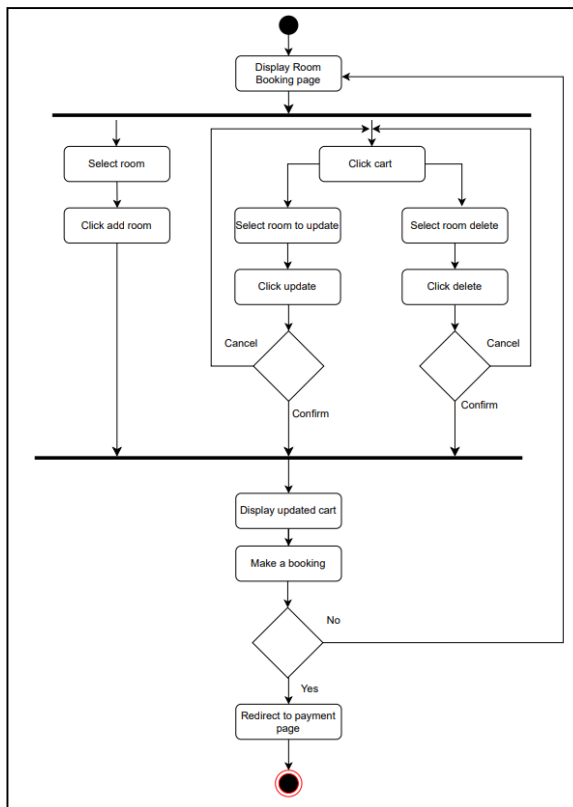 Display Room
Booking page
Select room
Click cart
Click add room
Select room to update
Select room delete
Click update
Click delete
Cancel
Cancel
Confirm
Confirm
Display updated cart
Make a booking
No
Yes
Redirect to payment
page